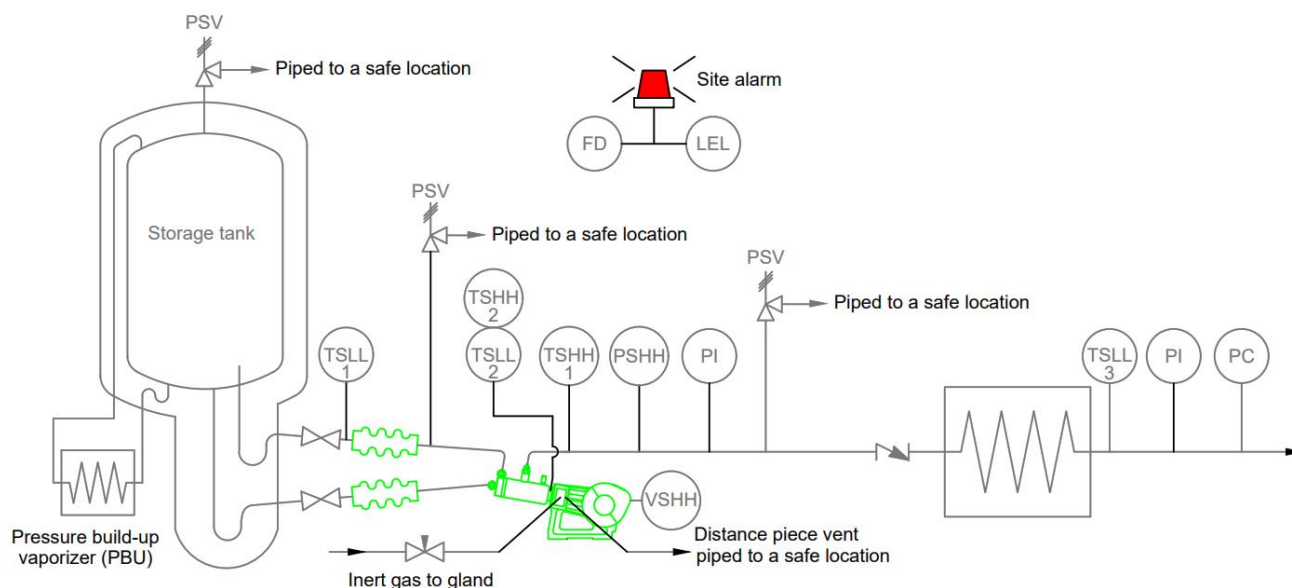 PSV
Piped to a safe location
Site alarm
FD
LEL
PSV
Piped to a safe location
Storage tank
PSV
Piped to a safe location
TSHH
2
TSLL
1
TSLL
2
TSHH
1
PSHH
PI
TSLL
3
PI
PC
VSHH
Pressure build-up
vaporizer (PBU)
Distance piece vent
piped to a safe location
Inert gas to gland